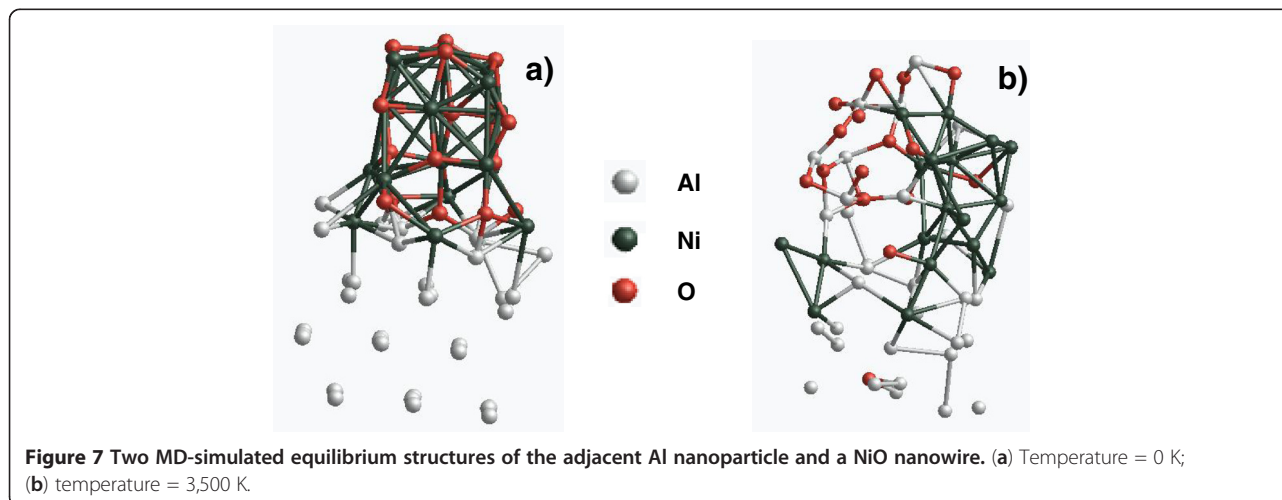 a)
b)
Al
Ni
O
Figure 7 Two MD-simulated equilibrium structures of the adjacent Al nanoparticle and a NiO nanowire. (a) Temperature = 0 K;
(b) temperature = 3,500 K.